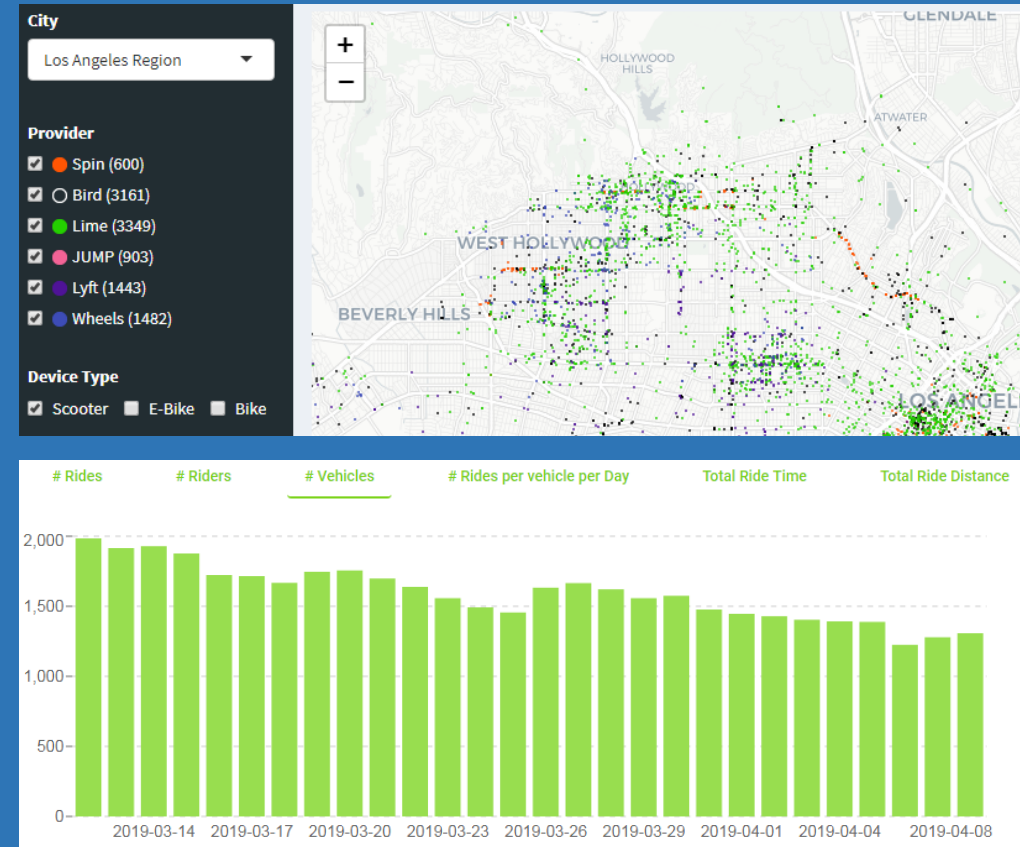 City
Los Angeles Region
Provider
Spin (600)
Bird (3161)
Lime (3349)
JUMP (903)
Lyft (1443)
Wheels (1482)
Device Type
Scooter E-Bike Bike
+
−
GLENDALE
HOLLYWOOD
HILLS
ATWATER
HOLLYWOOD
WEST HOLLYWOOD
BEVERLY HILLS
LOS ANGEL
# Rides # Riders # Vehicles # Rides per vehicle per Day Total Ride Time Total Ride Distance
2,000
1,500
1,000
500
0
2019-03-14 2019-03-17 2019-03-20 2019-03-23 2019-03-26 2019-03-29 2019-04-01 2019-04-04 2019-04-08